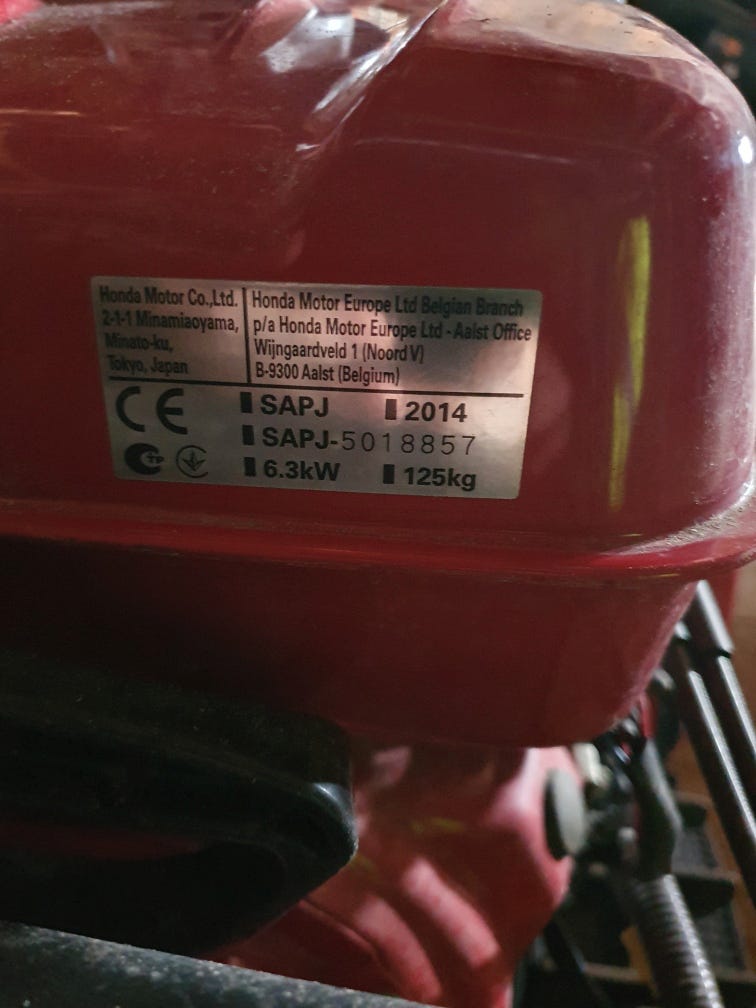 Honda Motor Co.,Ltd.
2-1-1 Minamiaoyama,
Minato-ku,
Tokyo, Japan
Honda Motor Europe Ltd Belgian Branch
p/a Honda Motor Europe Ltd - Aalst Office
Wijngaardveld 1 (Noord V)
B-9300 Aalst (Belgium)
CE
SAPJ 2014
SAPJ-5018857
TP
6.3kW 125kg